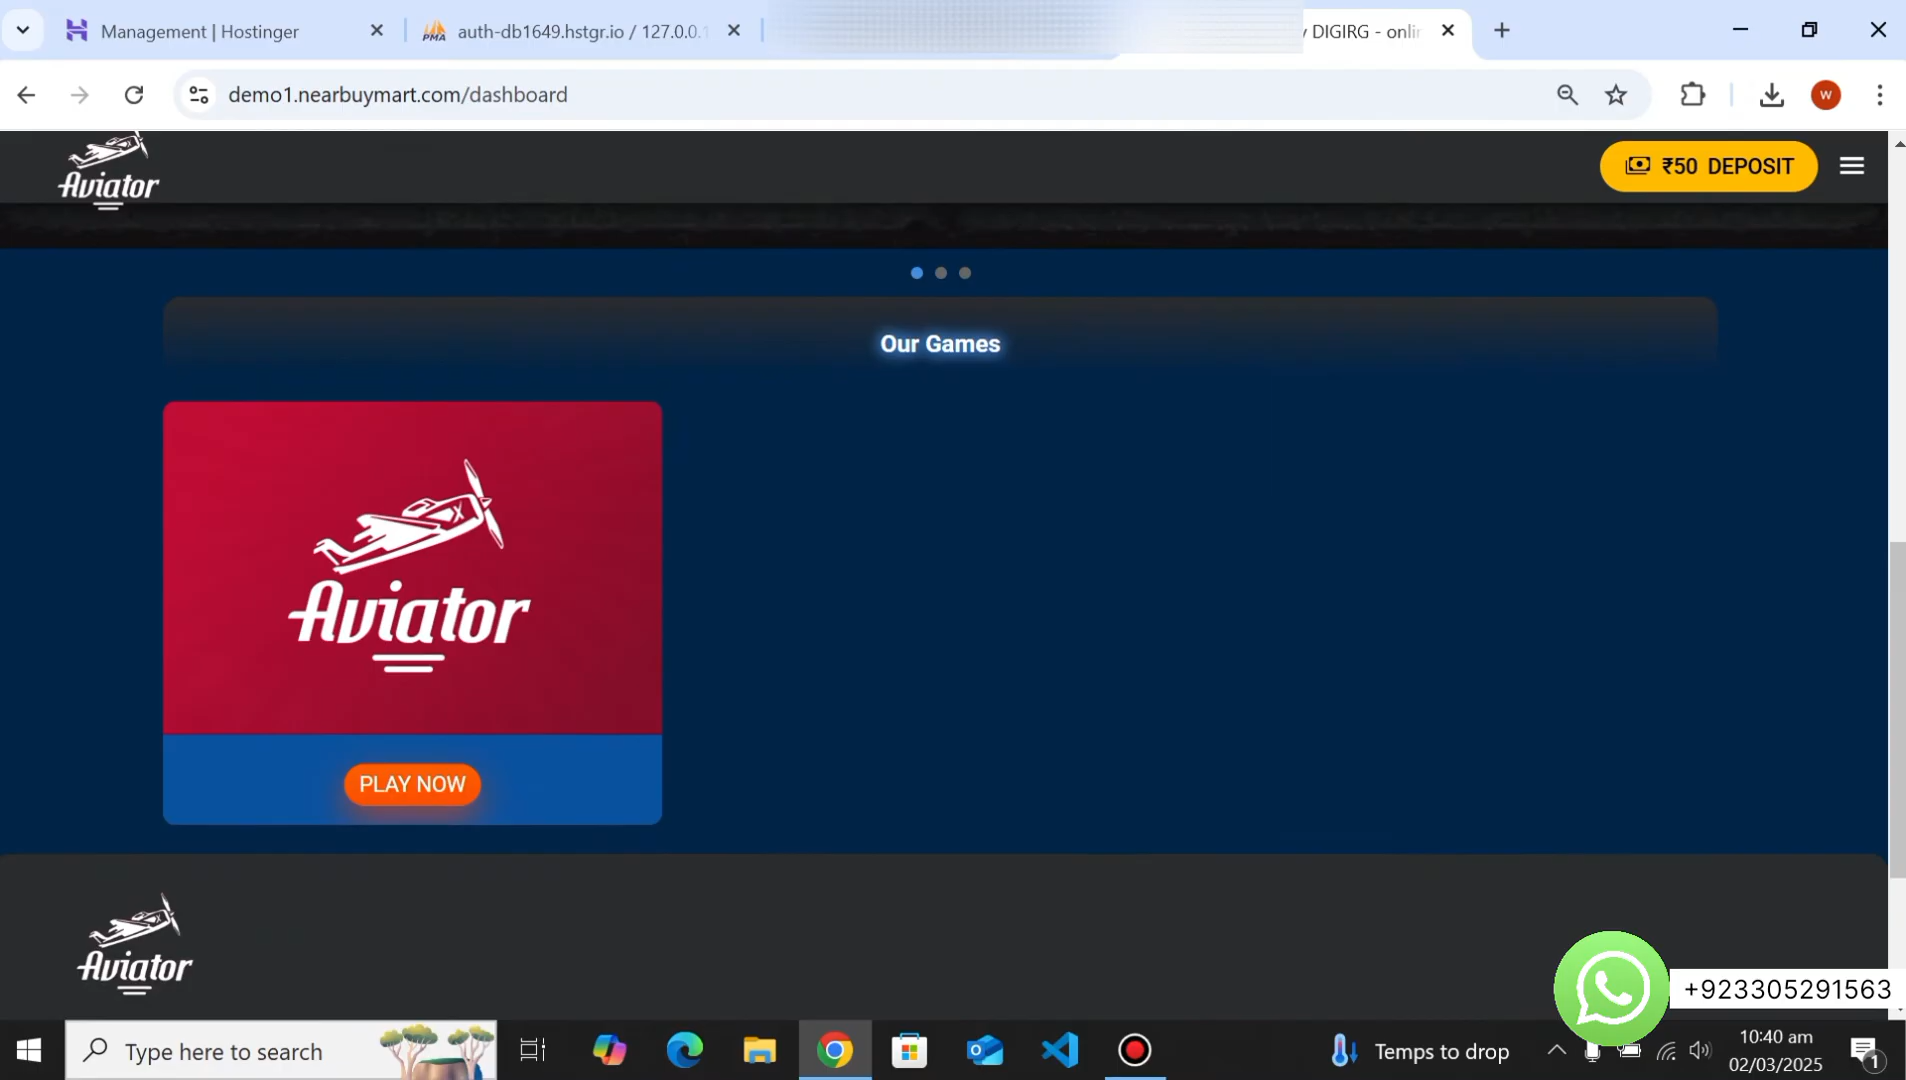 Management | Hostinger
auth-db1649.hstgr.io / 127.0.0.1
DIGIRG - onlin
demo1.nearbuymart.com/dashboard
W
Aviator
₹50 DEPOSIT
Our Games
Aviator
PLAY NOW
Aviator
+923305291563
Type here to search
Temps to drop
10:40 am
02/03/2025
1